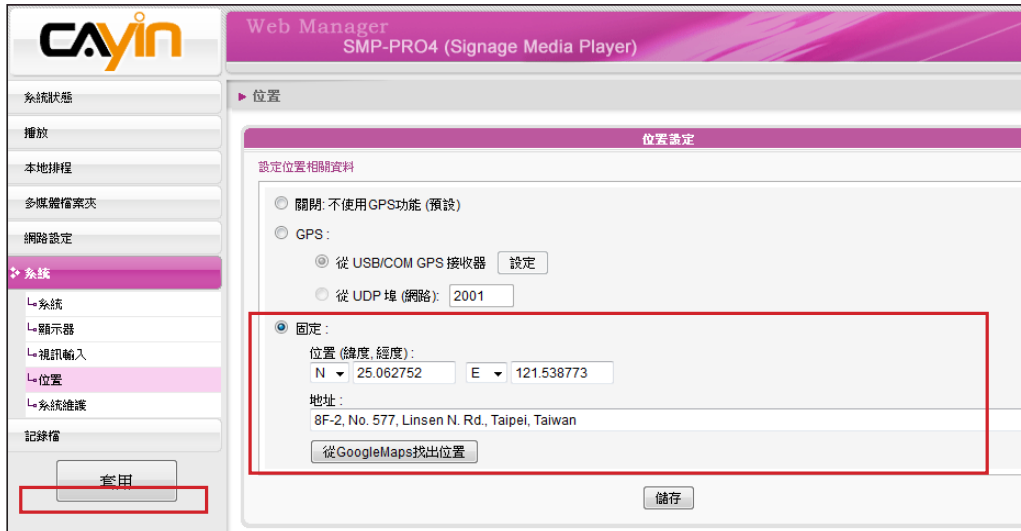 CAYIN
Web Manager
SMP-PRO4 (Signage Media Player)
系統狀態
播放
本地排程
多媒體檔案夾
網路設定
系統
系統
顯示器
視訊輸入
位置
系統維護
記錄檔
套用
位置
位置設定
設定位置相關資料
關閉: 不使用GPS功能 (預設)
GPS :
從 USB/COM GPS 接收器 設定
從 UDP 埠 (網路): 2001
固定 :
位置 (緯度, 經度) :
N 25.062752 E 121.538773
地址 :
8F-2, No. 577, Linsen N. Rd., Taipei, Taiwan
從GoogleMaps找出位置
儲存